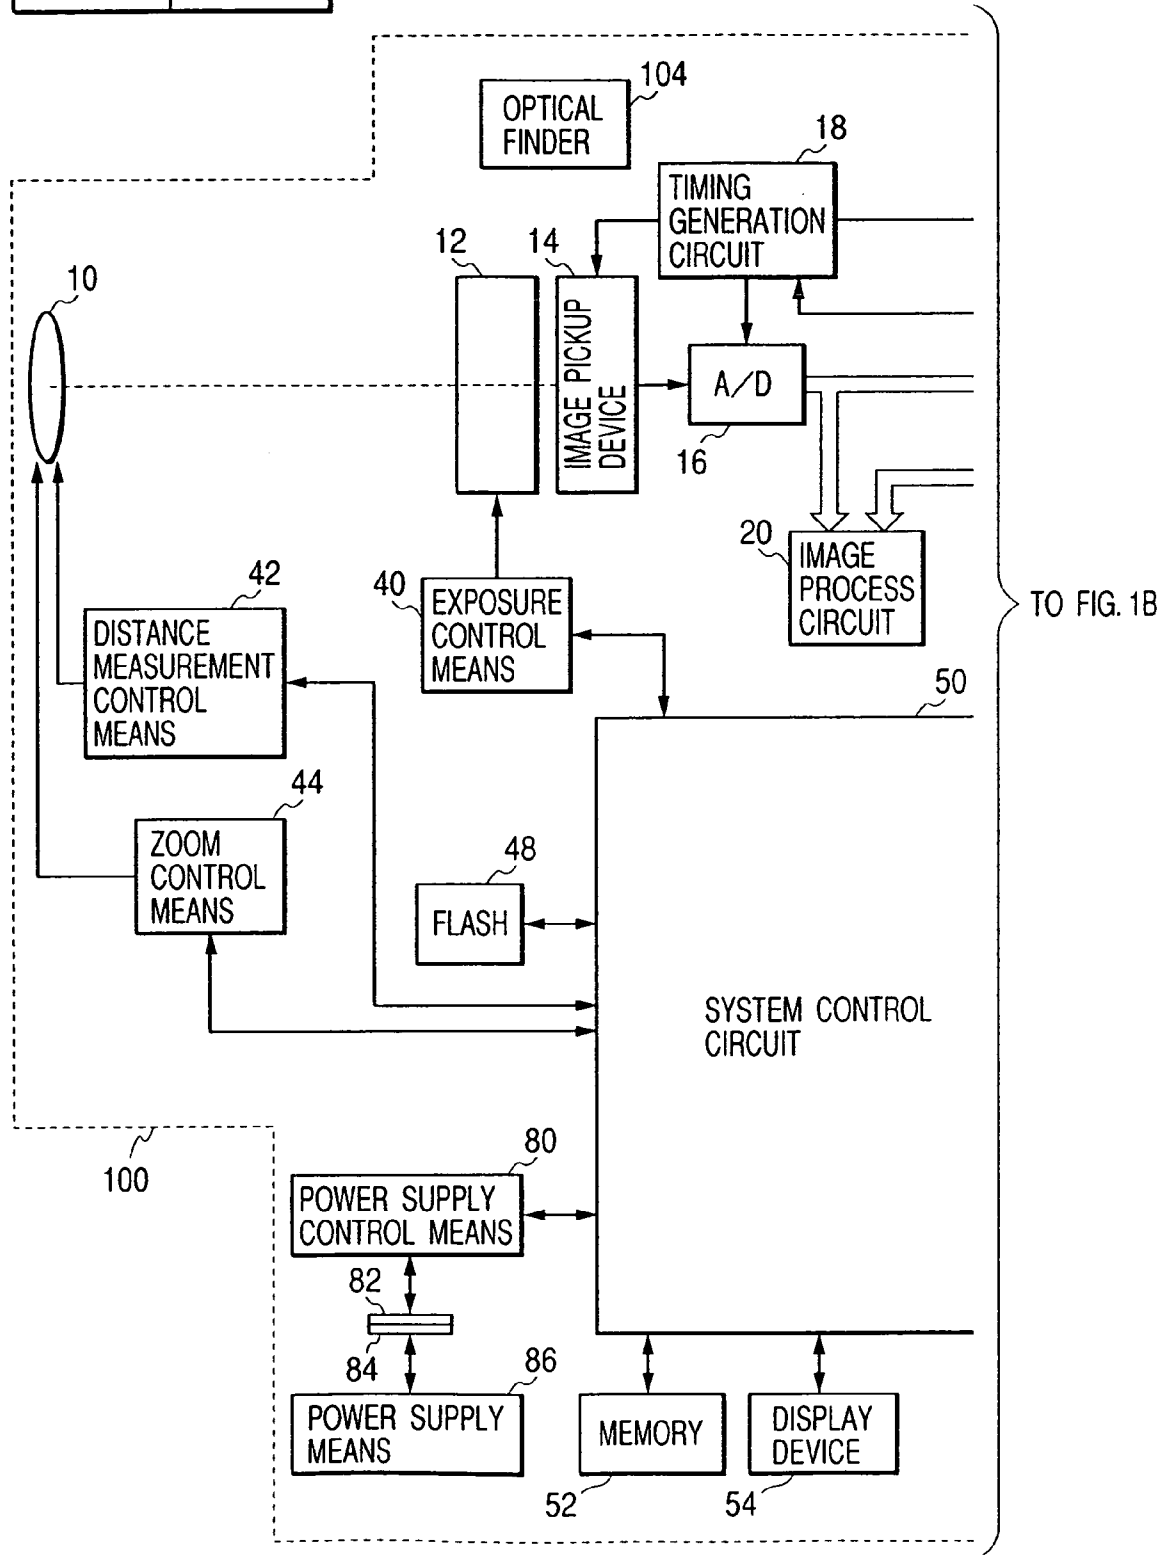 104
OPTICAL
FINDER
18
TIMING
GENERATION
CIRCUIT
12
14
10
IMAGE PICKUP
DEVICE
A/D
16
20
IMAGE
PROCESS
CIRCUIT
TO FIG. 1B
42
DISTANCE
MEASUREMENT
CONTROL
MEANS
40
EXPOSURE
CONTROL
MEANS
50
44
ZOOM
CONTROL
MEANS
48
FLASH
SYSTEM CONTROL
CIRCUIT
100
80
POWER SUPPLY
CONTROL MEANS
82
84
86
POWER SUPPLY
MEANS
MEMORY
52
DISPLAY
DEVICE
54